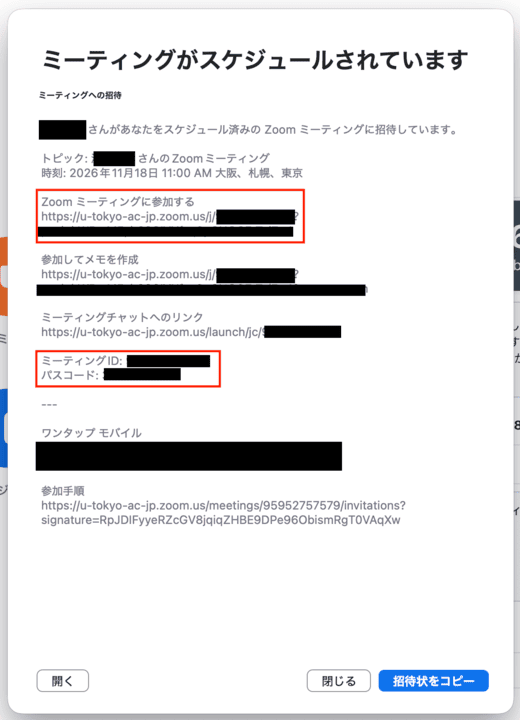 ミーティングがスケジュールされています
ミーティングへの招待
さんがあなたをスケジュール済みの Zoom ミーティングに招待しています。
トピック: さんのZoomミーティング
時刻: 2026年11月18日 11:00 AM 大阪、札幌、東京
Zoom ミーティングに参加する
https://u-tokyo-ac-jp.zoom.us/j/ ?
参加してメモを作成
https://u-tokyo-ac-jp.zoom.us/j/ ?
ミーティングチャットへのリンク
https://u-tokyo-ac-jp.zoom.us/launch/jc/
ミーティングID:
パスコード:
---
ワンタップ モバイル
参加手順
https://u-tokyo-ac-jp.zoom.us/meetings/95952757579/invitations?
signature=RpJDIFyyeRZcGV8jqiqZHBE9DPe96ObismRgT0VAqXw
開く
閉じる
招待状をコピー